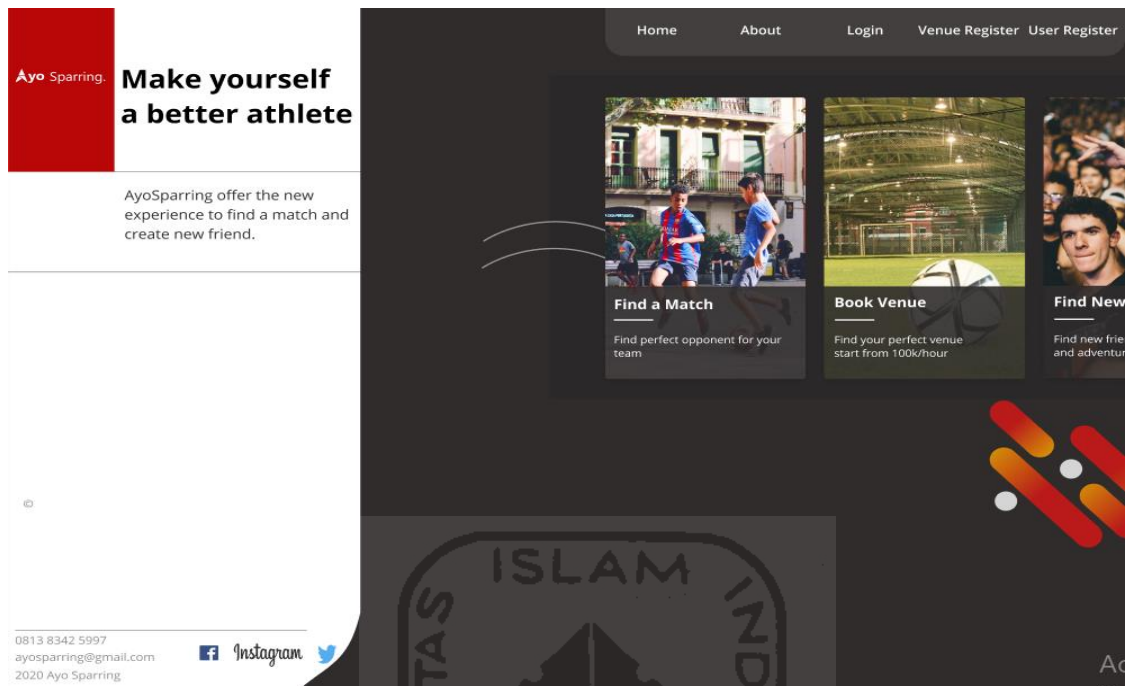 Home About Login Venue Register User Register
Ayo Sparring.
Make yourself
a better athlete
AyoSparring offer the new
experience to find a match and
create new friend.
Find a Match
Find perfect opponent for your
team
Book Venue
Find your perfect venue
start from 100k/hour
Find New
Find new
and
©
ISLAM
0813 8342 5997
ayosparring@gmail.com
2020 Ayo Sparring
Instagram